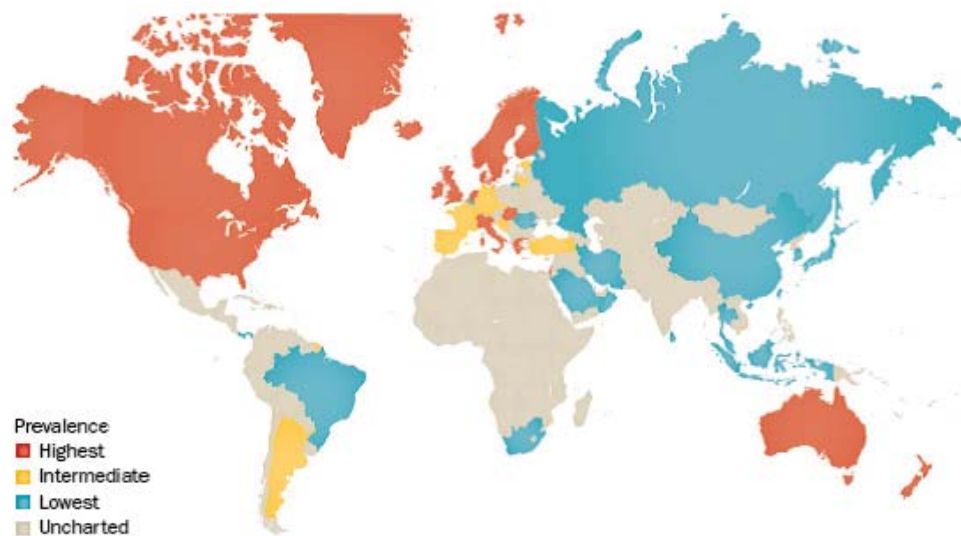 Prevalence
Highest
Intermediate
Lowest
Uncharted